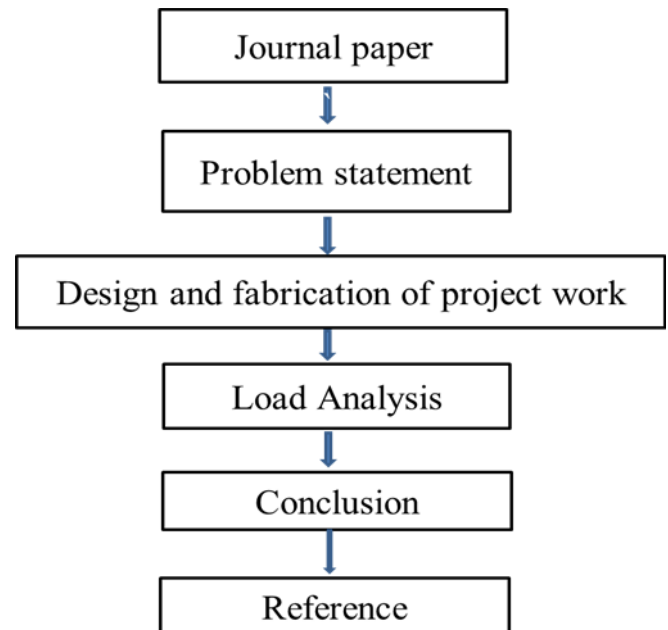 Journal paper
Problem statement
Design and fabrication of project work
Load Analysis
Conclusion
Reference